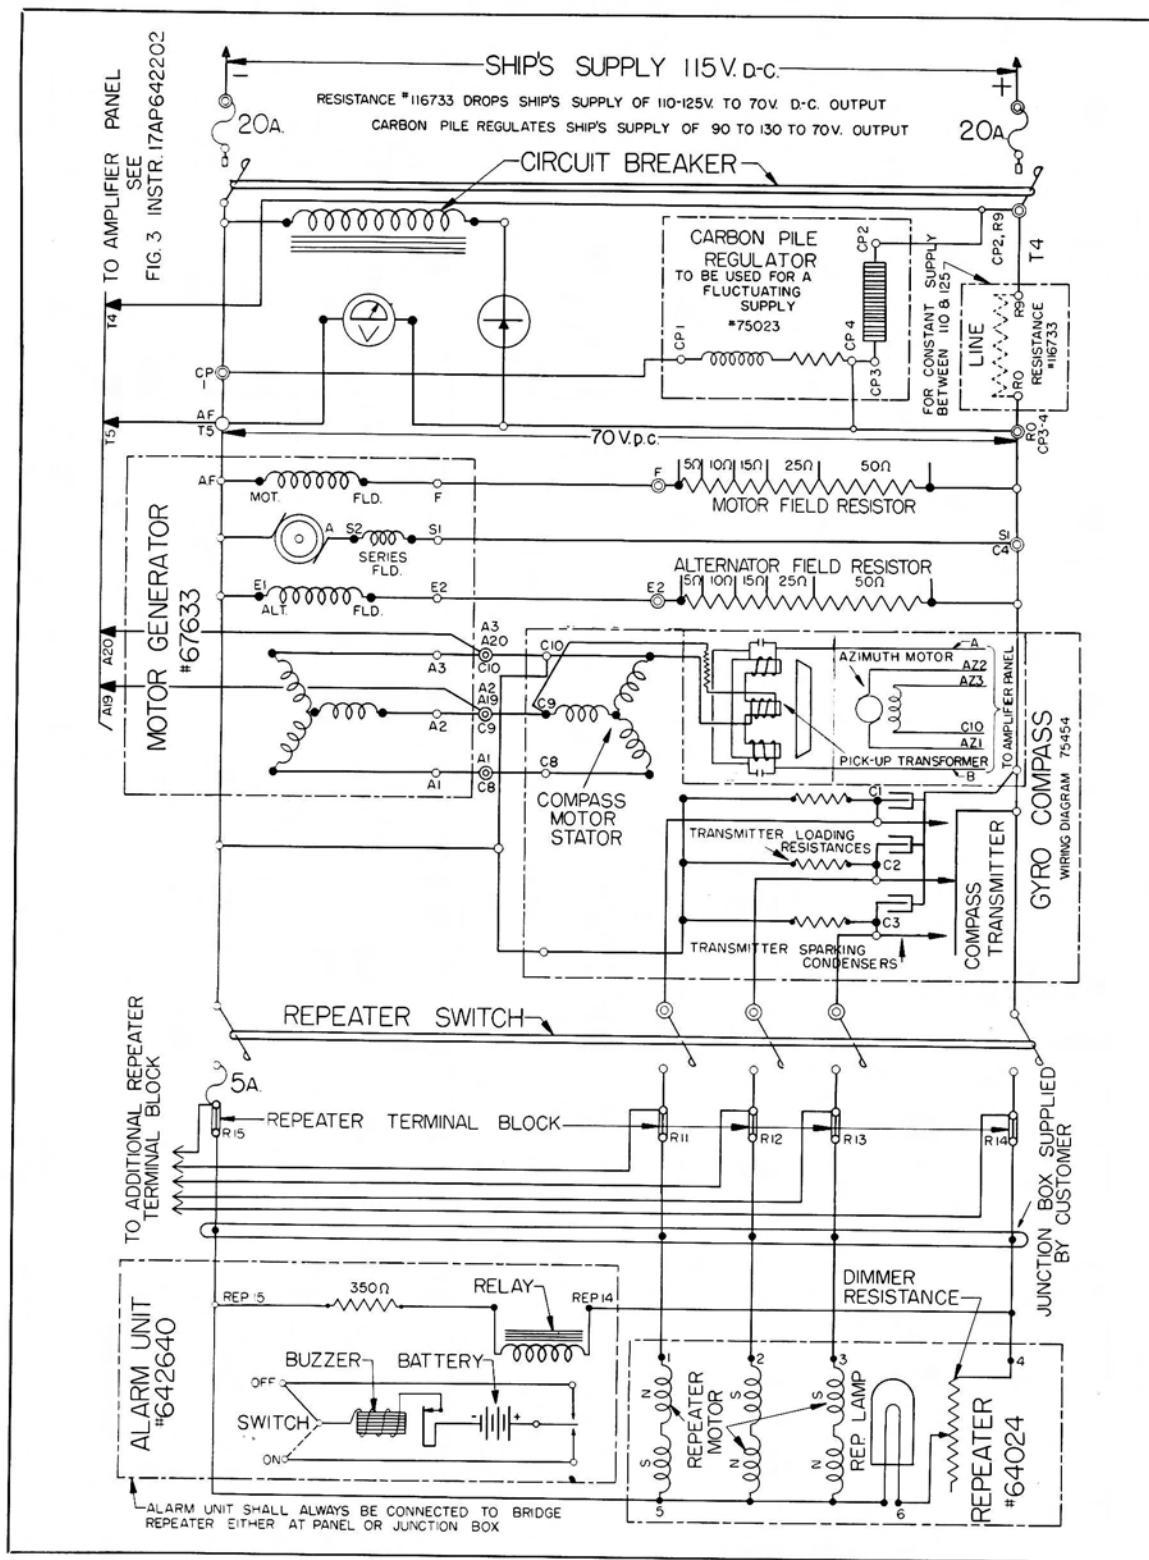 SHIP'S SUPPLY 115 V. D-C.
-
+
RESISTANCE #116733 DROPS SHIP'S SUPPLY OF 110-125V. TO 70V. D-C. OUTPUT
CARBON PILE REGULATES SHIP'S SUPPLY OF 90 TO 130 TO 70V. OUTPUT
20A.
20A.
TO AMPLIFIER PANEL
SEE
FIG. 3 INSTR. 17AP642202
CIRCUIT BREAKER
CARBON PILE
REGULATOR
TO BE USED FOR A
FLUCTUATING
SUPPLY
#75023
CP2
CP1
CP4
CP3
CP2, R9
T4
FOR CONSTANT SUPPLY
BETWEEN 110 & 125
LINE
R9
RO
RESISTANCE
#116733
T4
V
CP
1
AF
T5
T5
70 V.D.C.
RO
CP3-4
MOTOR GENERATOR
#67633
AF
MOT.
FLD.
F
F
5Ω 10Ω 15Ω 25Ω 50Ω
MOTOR FIELD RESISTOR
A
S2
S1
SERIES
FLD.
S1
C4
ALTERNATOR FIELD RESISTOR
5Ω 10Ω 15Ω 25Ω 50Ω
E1
ALT.
FLD.
E2
E2
A20
A19
A3
A20
C10
A3
A2
A19
C9
A2
A1
C8
A1
C10
C9
C8
COMPASS
MOTOR
STATOR
AZIMUTH MOTOR
A
AZ2
AZ3
C10
AZ1
PICK-UP TRANSFORMER
B
TO AMPLIFIER PANEL
GYRO COMPASS
WIRING DIAGRAM 75454
C1
TRANSMITTER LOADING
RESISTANCES
C2
C3
TRANSMITTER SPARKING
CONDENSERS
COMPASS
TRANSMITTER
REPEATER SWITCH
5A.
TO ADDITIONAL REPEATER
TERMINAL BLOCK
REPEATER TERMINAL BLOCK
R15
R11
R12
R13
R14
JUNCTION BOX SUPPLIED
BY CUSTOMER
ALARM UNIT
#642640
REP 15
350Ω
RELAY
REP 14
BUZZER
BATTERY
OFF
SWITCH
ON
-
+
DIMMER
RESISTANCE
1
2
3
4
N
S
S
S
N
N
REPEATER
MOTOR
REP. LAMP
5
6
REPEATER
#64024
ALARM UNIT SHALL ALWAYS BE CONNECTED TO BRIDGE
REPEATER EITHER AT PANEL OR JUNCTION BOX